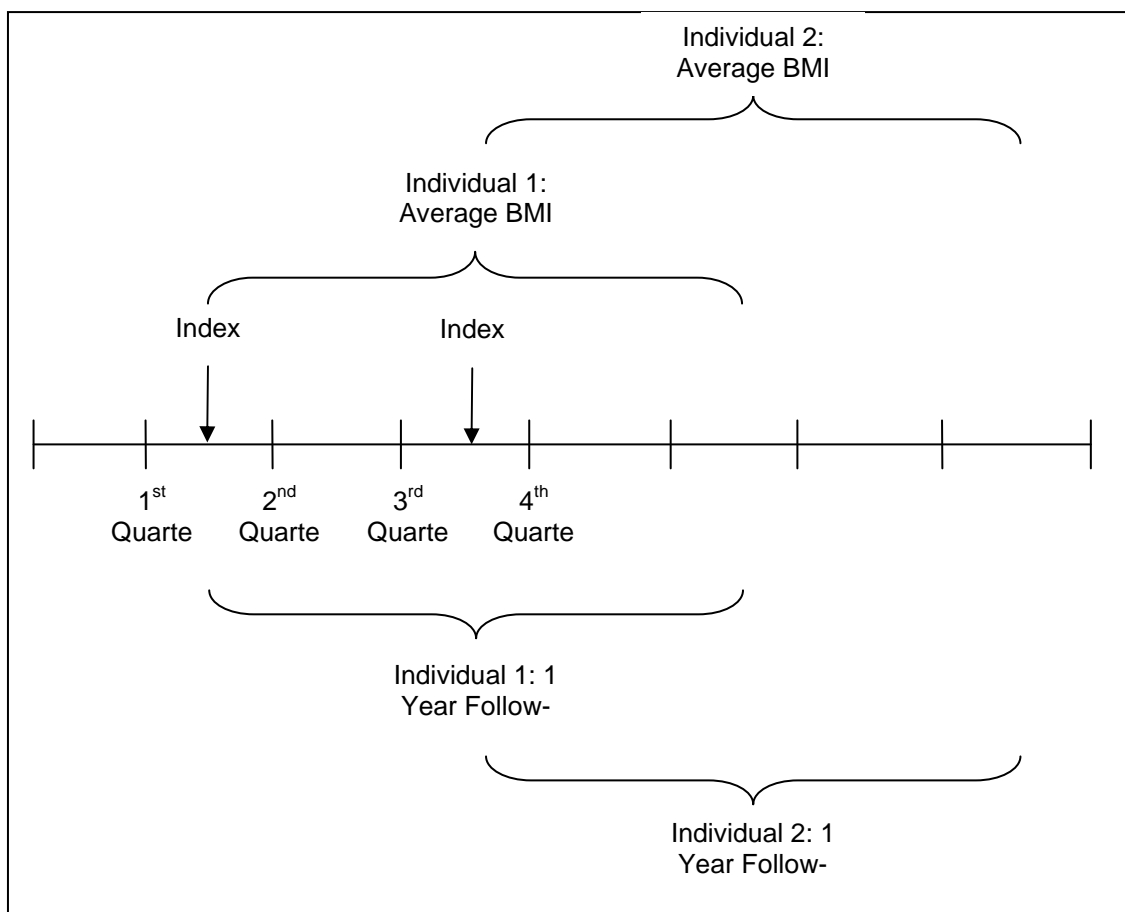 Individual 2:
Average BMI
Individual 1:
Average BMI
Index
Index
1st
Quarte
2nd
Quarte
3rd
Quarte
4th
Quarte
Individual 1: 1
Year Follow-
Individual 2: 1
Year Follow-